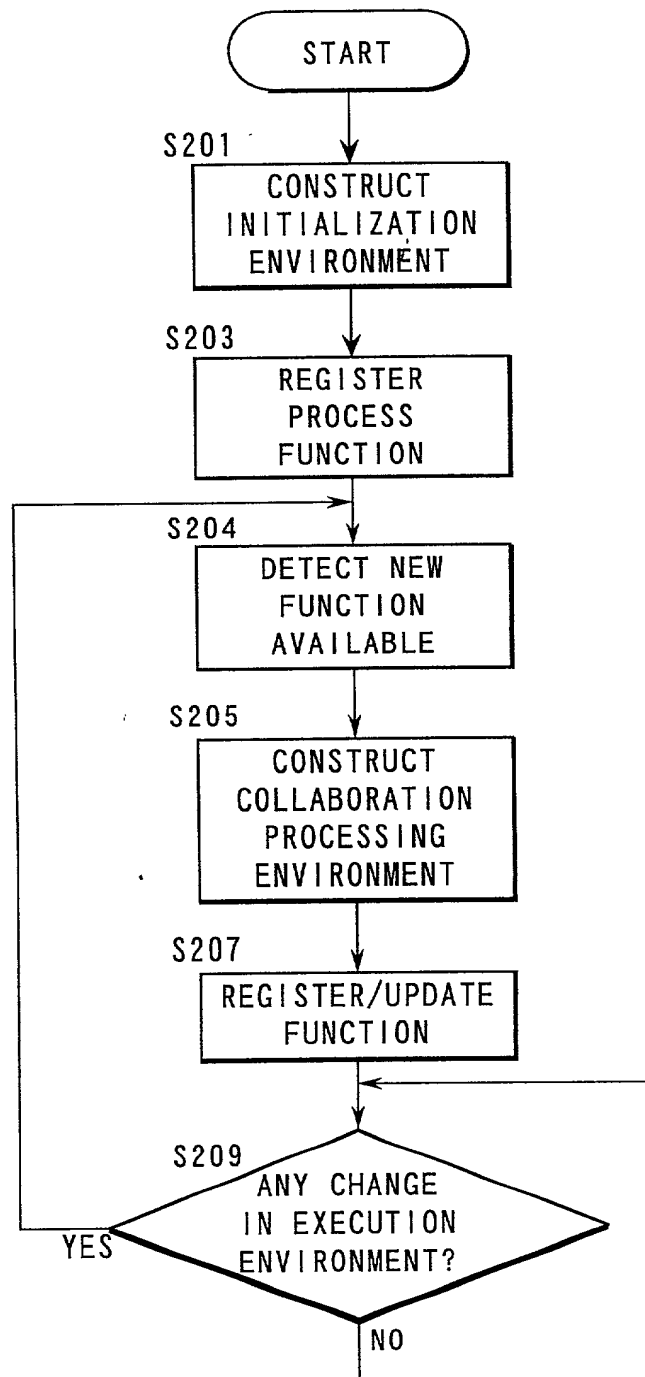 START
S201
CONSTRUCT
INITIALIZATION
ENVIRONMENT
S203
REGISTER
PROCESS
FUNCTION
S204
DETECT NEW
FUNCTION
AVAILABLE
S205
CONSTRUCT
COLLABORATION
PROCESSING
ENVIRONMENT
S207
REGISTER/UPDATE
FUNCTION
S209
ANY CHANGE
IN EXECUTION
ENVIRONMENT?
YES
NO